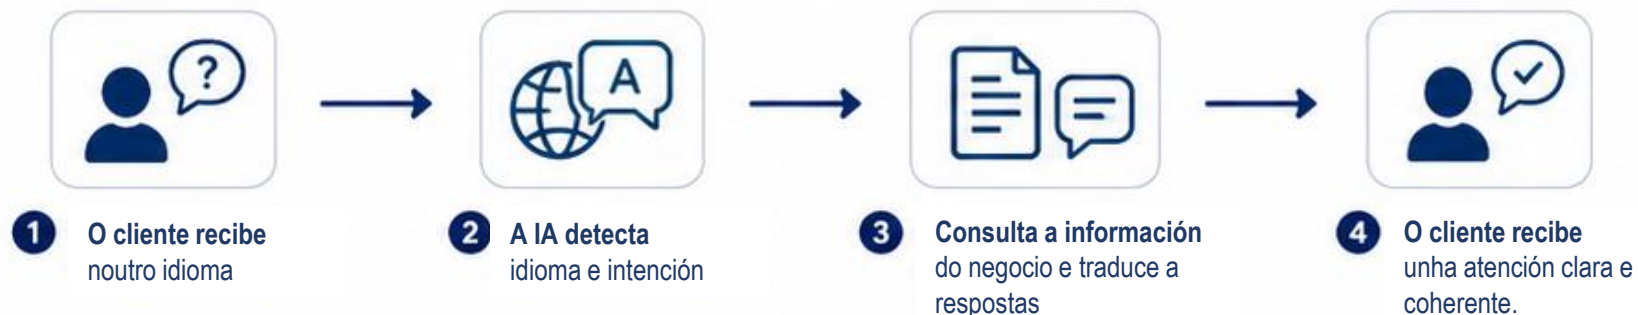 ?
A
1 O cliente recibe
noutro idioma
2 A IA detecta
idioma e intención
3 Consulta a información
do negocio e traduce a
respostas
4 O cliente recibe
unha atención clara e
coherente.